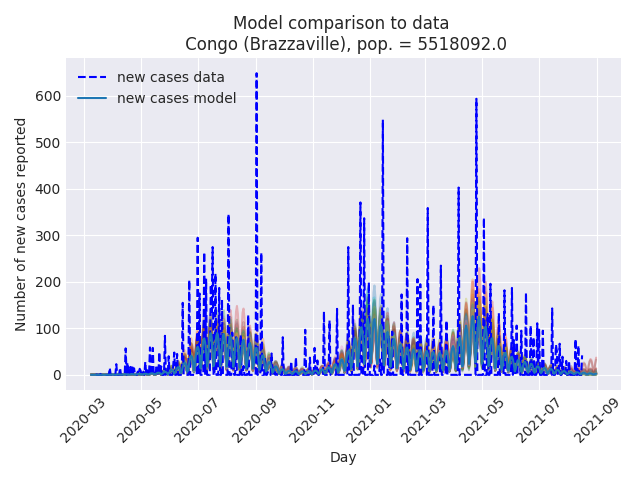 Model comparison to data
Congo (Brazzaville), pop. = 5518092.0
new cases data
new cases model
Number of new cases reported
600
500
400
300
200
100
0
2020-03
2020-05
2020-07
2020-09
2020-11
2021-01
2021-03
2021-05
2021-07
2021-09
Day